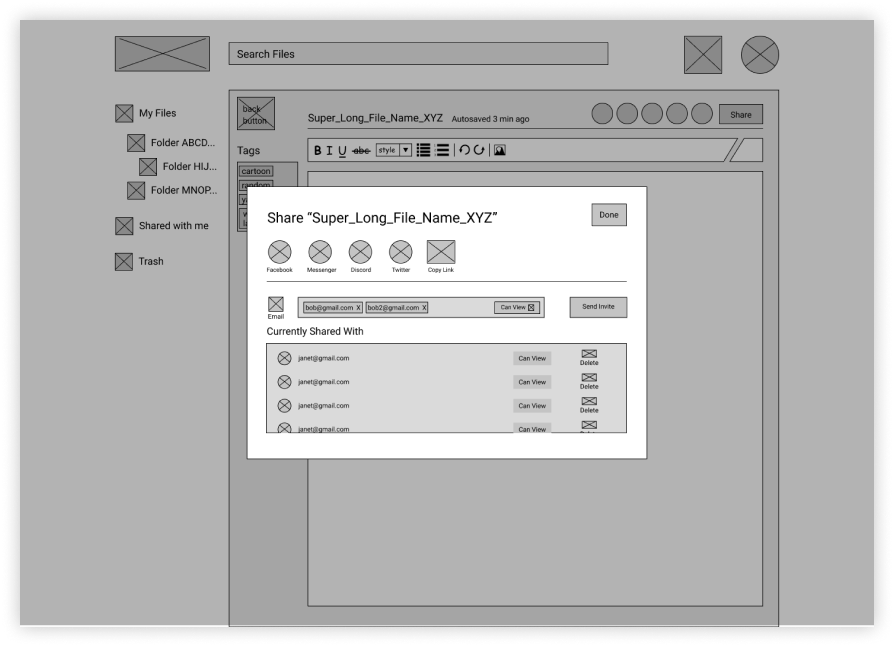 Search Files
My Files
Folder ABCD...
Folder HIJ...
Folder MNOP...
Shared with me
Trash
back
button
Super_Long_File_Name_XYZ Autosaved 3 min ago
Share
B I U abc style
Tags
cartoon
random
Share “Super_Long_File_Name_XYZ”
Done
Facebook Messenger Discord Twitter Copy Link
Email
bob@gmail.com X bob2@gmail.com X
Can View
Send Invite
Currently Shared With
janet@gmail.com Can View Delete
janet@gmail.com Can View Delete
janet@gmail.com Can View Delete
janet@gmail.com Can View